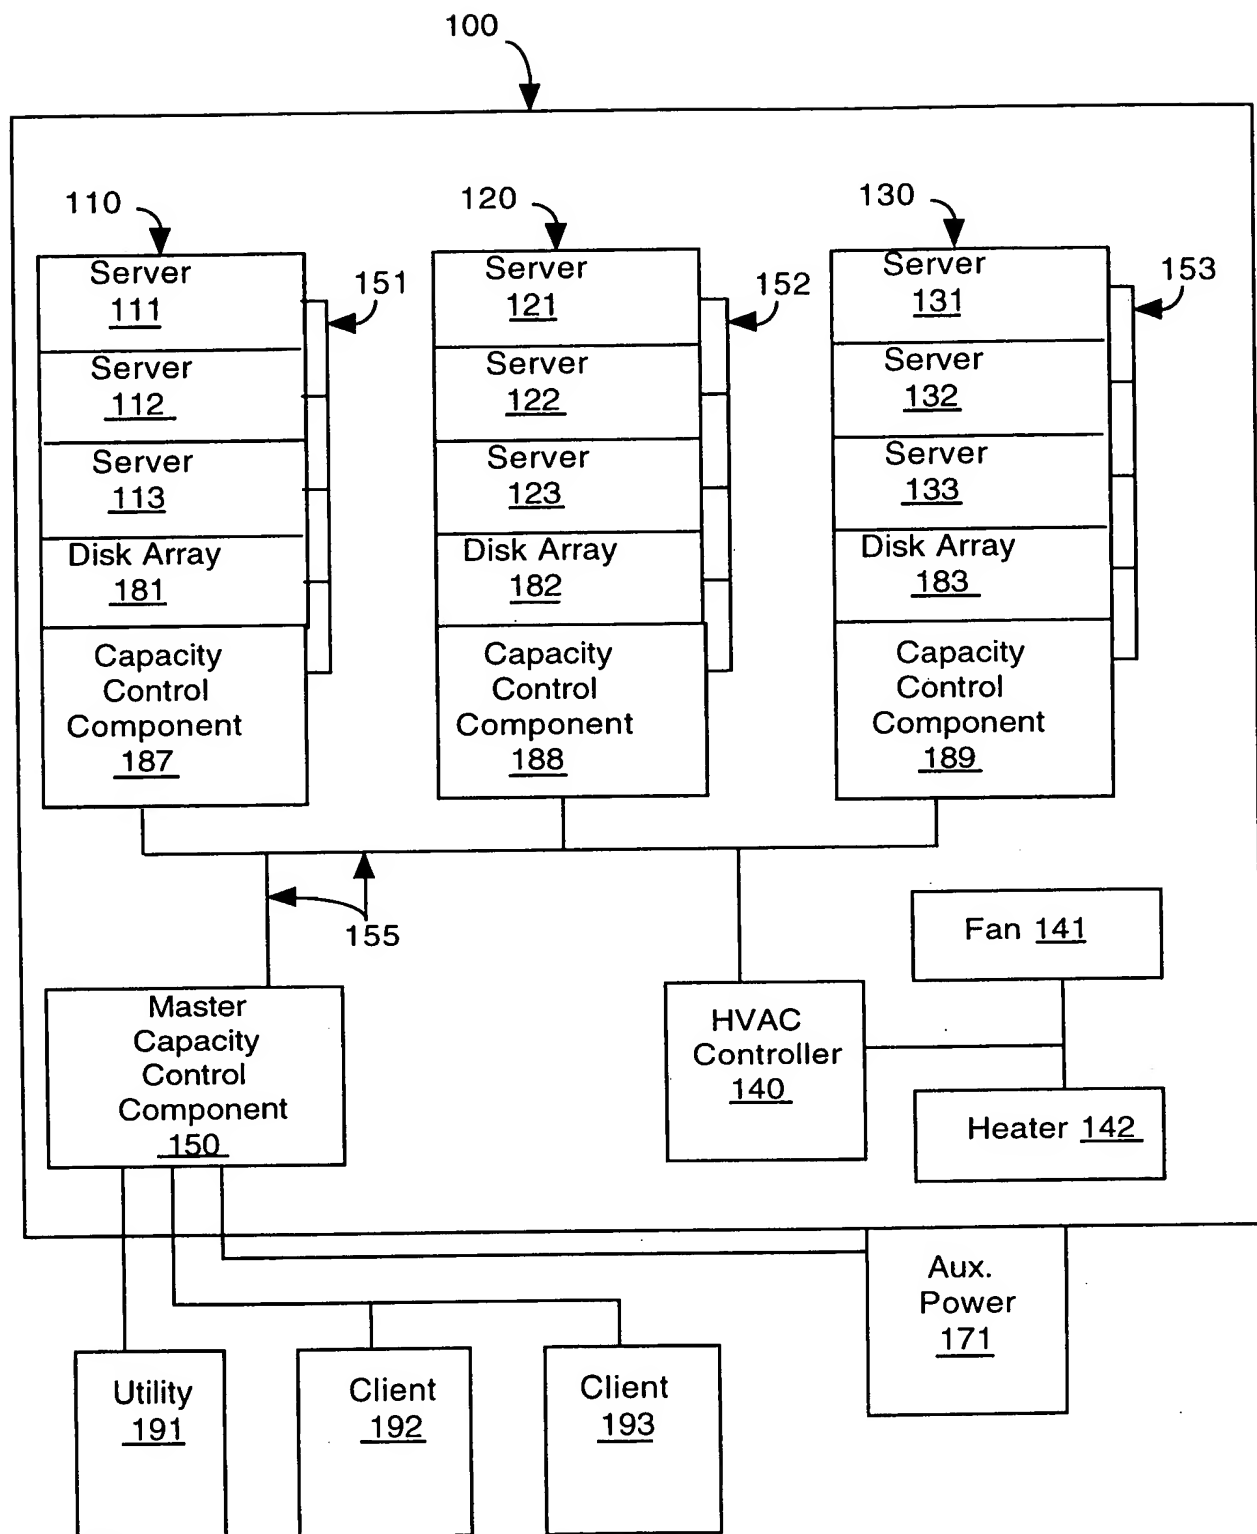 100
110
120
130
Server
111
Server
112
Server
113
Disk Array
181
Capacity
Control
Component
187
151
Server
121
Server
122
Server
123
Disk Array
182
Capacity
Control
Component
188
152
Server
131
Server
132
Server
133
Disk Array
183
Capacity
Control
Component
189
153
155
Master
Capacity
Control
Component
150
HVAC
Controller
140
Fan 141
Heater 142
Aux.
Power
171
Utility
191
Client
192
Client
193